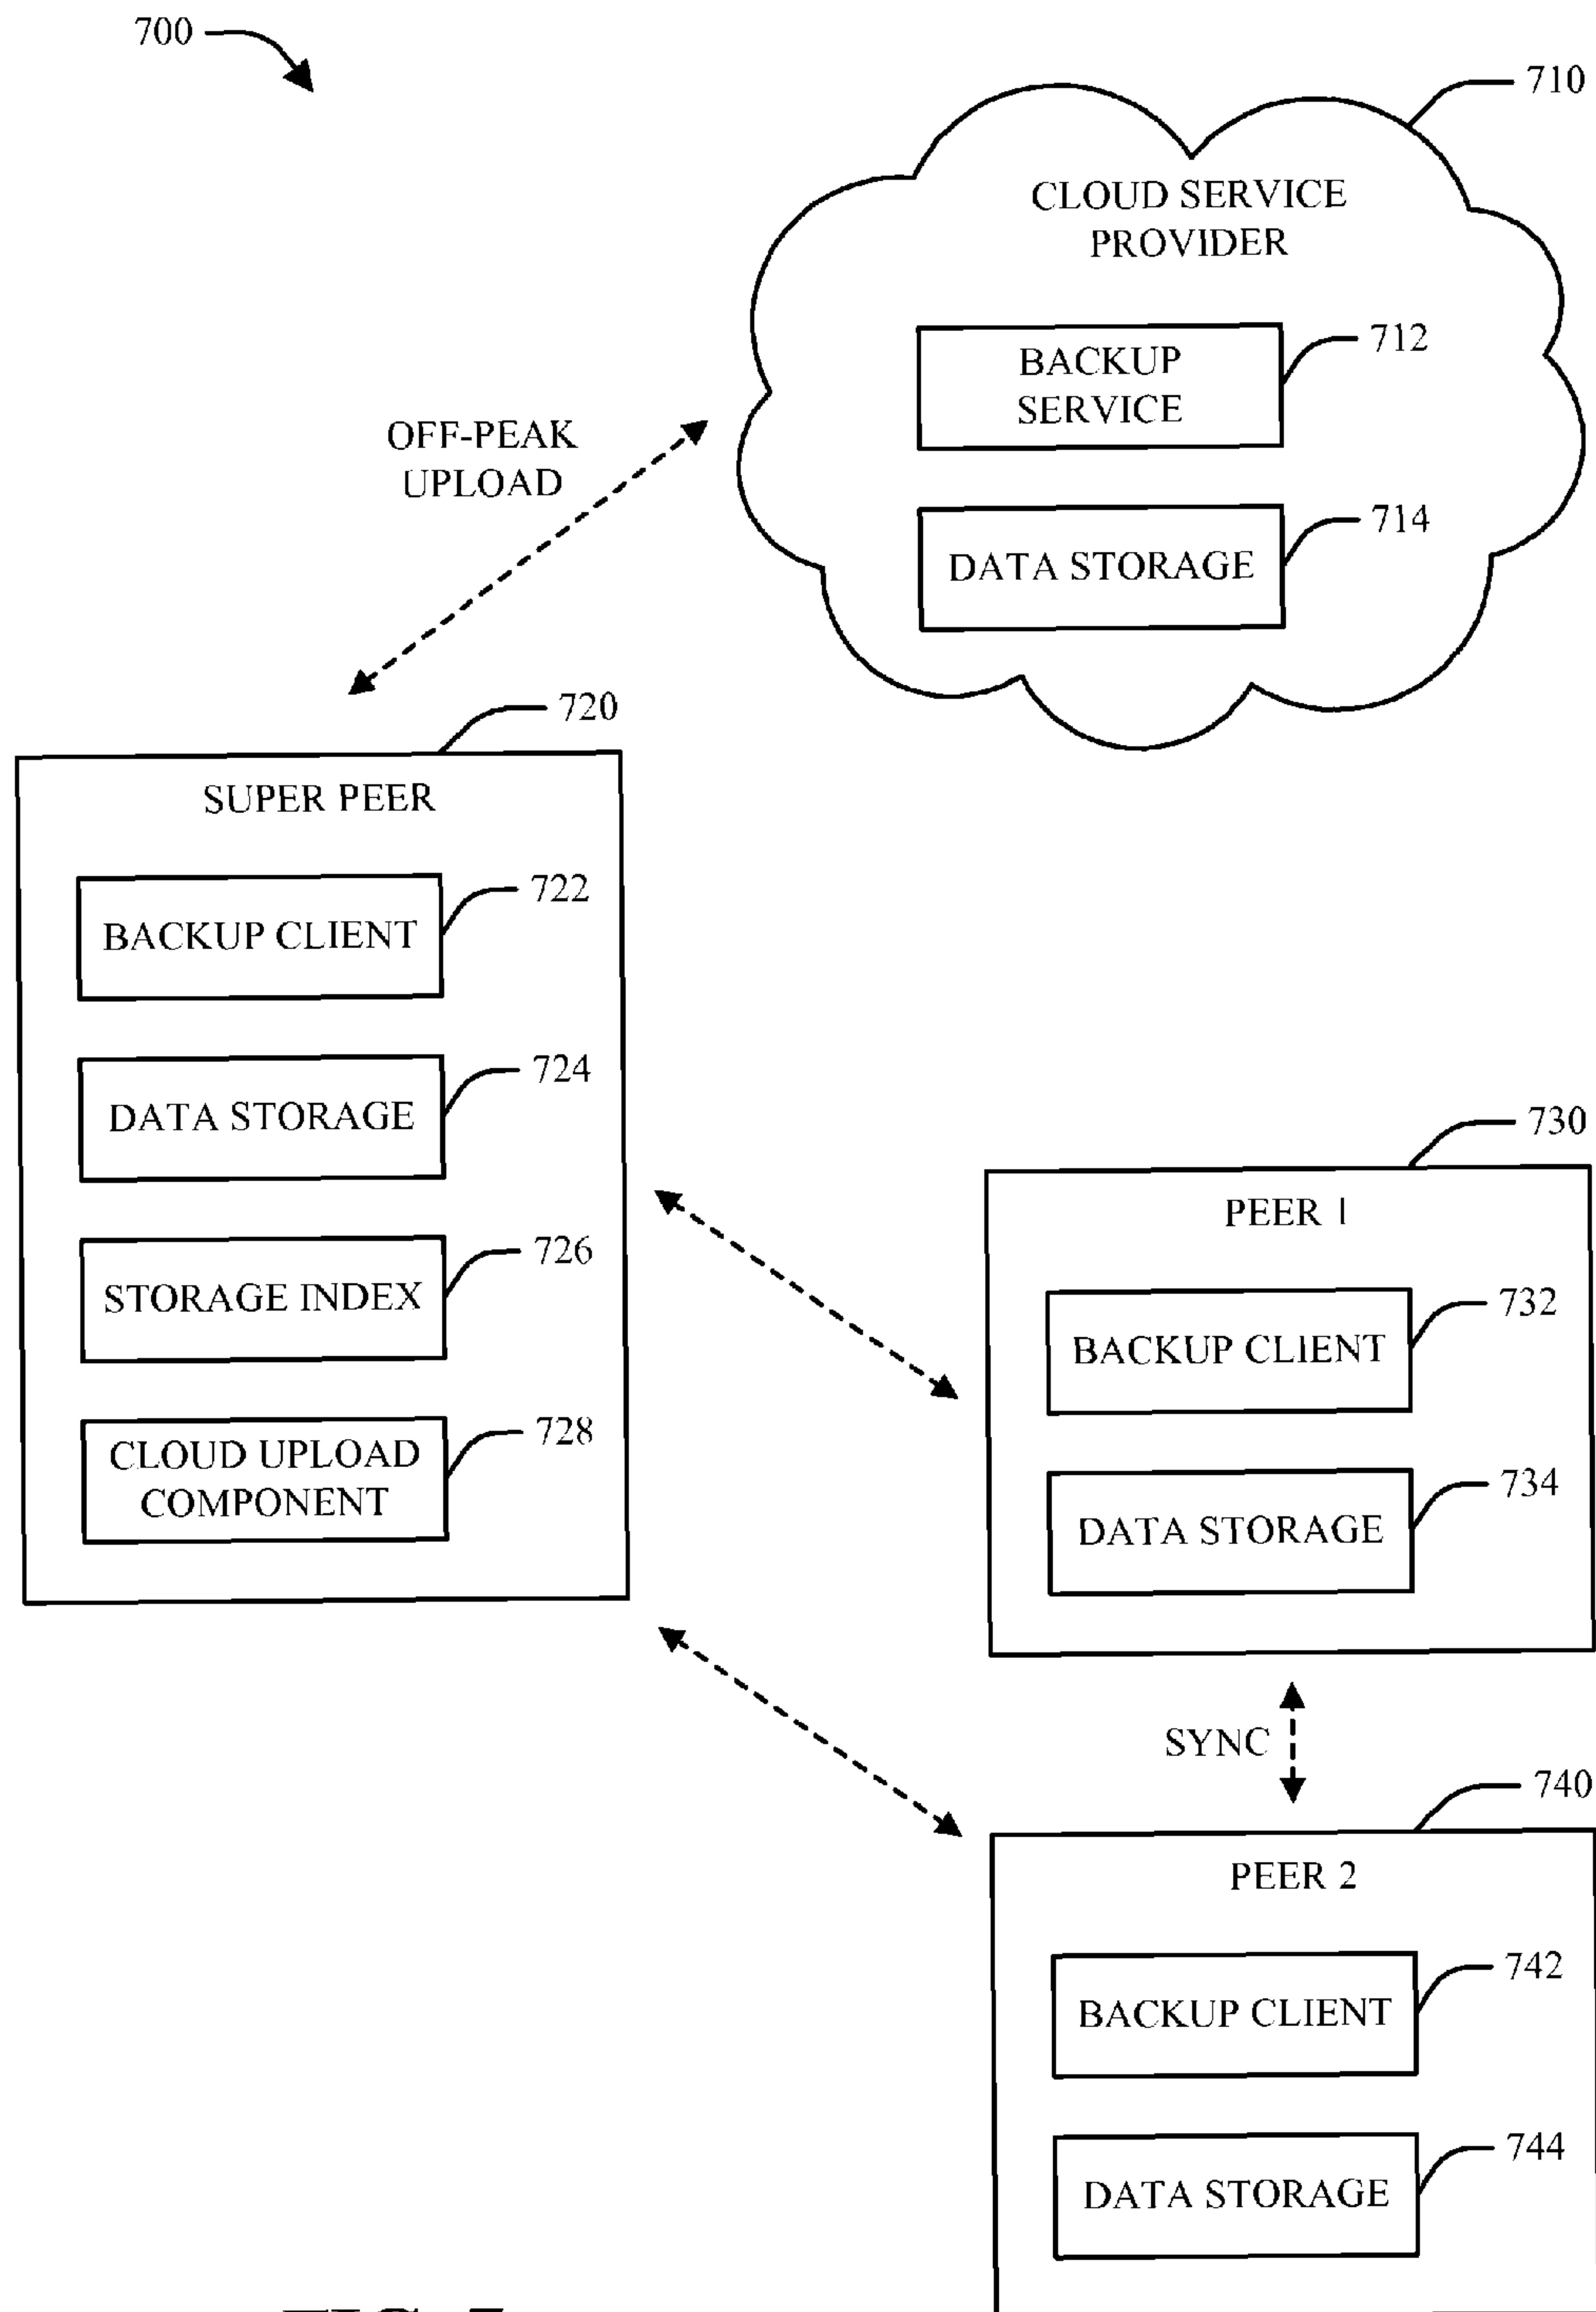 700
710
CLOUD SERVICE
PROVIDER
712
BACKUP
SERVICE
714
DATA STORAGE
OFF-PEAK
UPLOAD
720
SUPER PEER
722
BACKUP CLIENT
724
DATA STORAGE
726
STORAGE INDEX
728
CLOUD UPLOAD
COMPONENT
730
PEER 1
732
BACKUP CLIENT
734
DATA STORAGE
SYNC
740
PEER 2
742
BACKUP CLIENT
744
DATA STORAGE